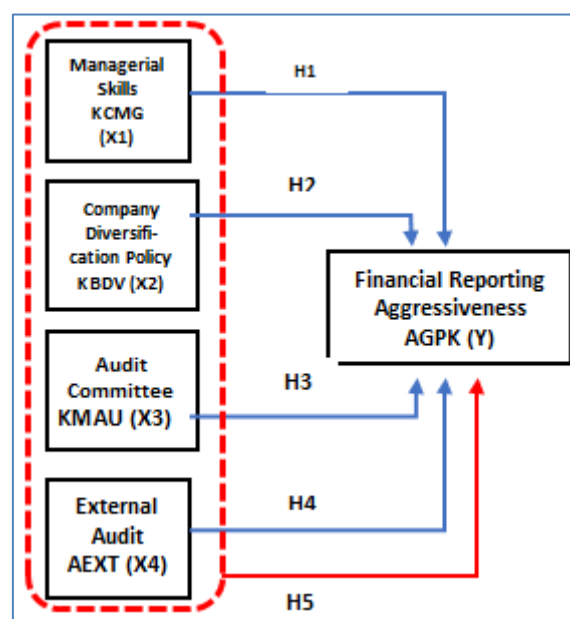 Managerial
Skills
KCMG
(X1)
H1
Company
Diversifi-
cation Policy
KBDV (X2)
H2
Financial Reporting
Aggressiveness
AGPK (Y)
Audit
Committee
KMAU (X3)
H3
External
Audit
AEXT (X4)
H4
H5